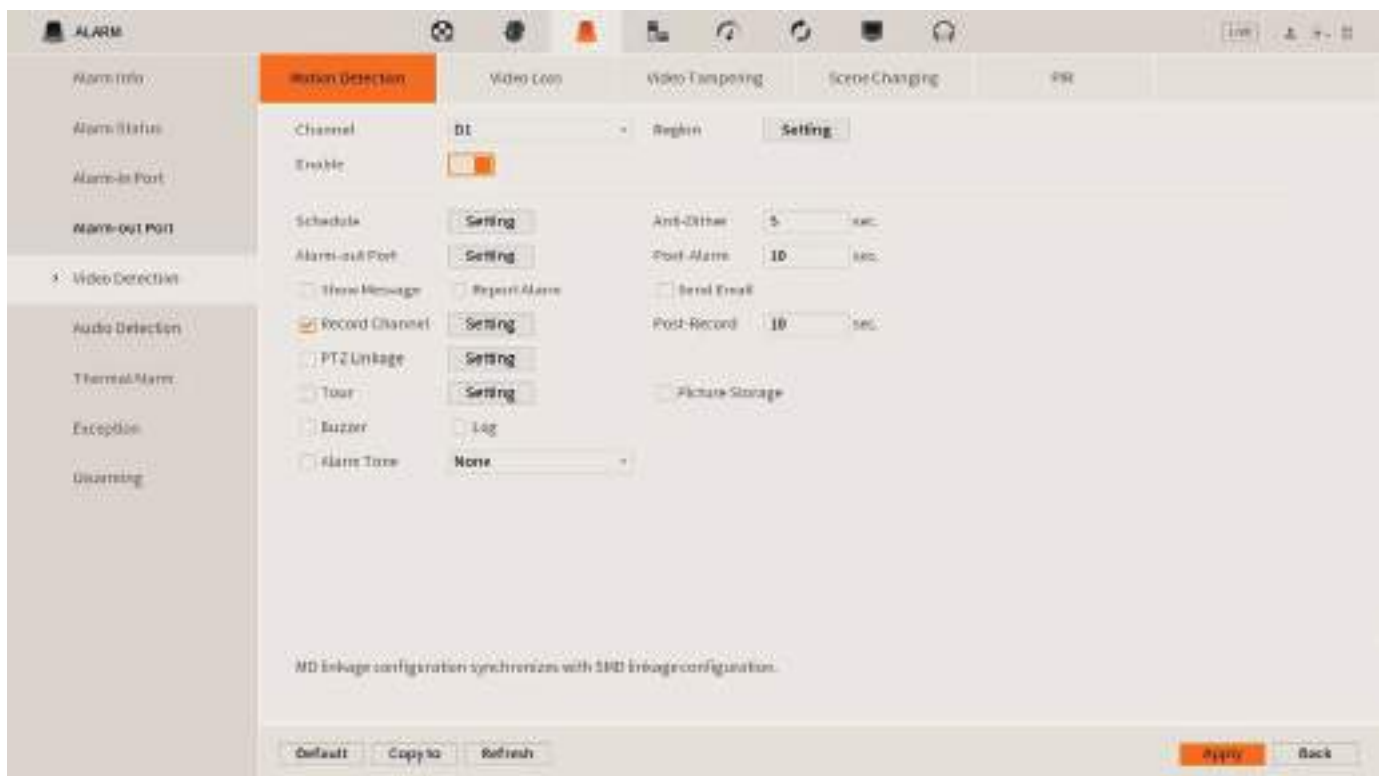 ALARM
LIVE
Alarm Info
Motion Detection
Video Loss
Video Tampering
Scene Changing
PIR
Alarm Status
Channel
D1
Region
Setting
Enable
Alarm-in Port
Alarm-out Port
Schedule
Setting
Anti-Dither
5
sec.
Alarm-out Port
Setting
Post-Alarm
10
sec.
Video Detection
Show Message
Report Alarm
Send Email
Audio Detection
Record Channel
Setting
Post-Record
10
sec.
PTZ Linkage
Setting
Thermal Alarm
Tour
Setting
Picture Storage
Exception
Buzzer
Log
Alarm Tone
None
Disarming
MD linkage configuration synchronizes with SMD linkage configuration.
Default
Copy to
Refresh
Apply
Back